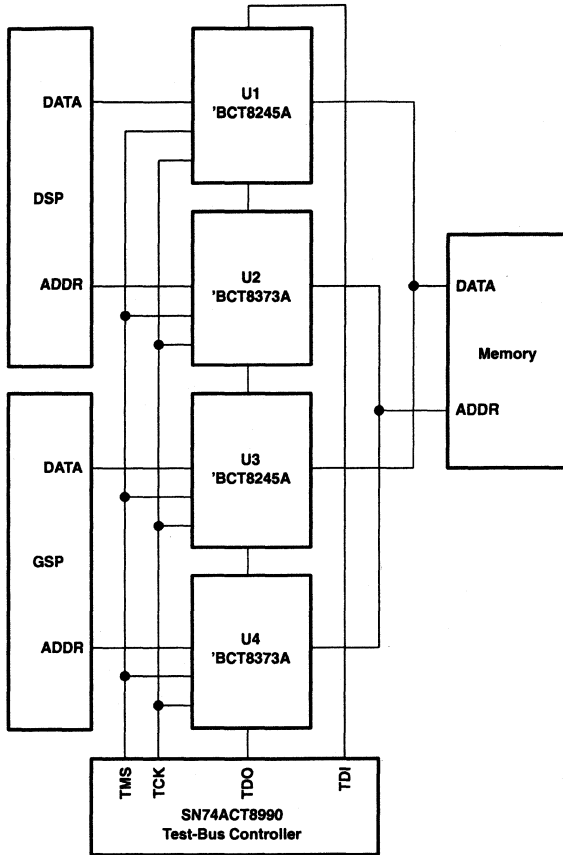 U1
'BCT8245A
DATA
DSP
ADDR
U2
'BCT8373A
DATA
Memory
ADDR
DATA
GSP
ADDR
U3
'BCT8245A
U4
'BCT8373A
TMS
TCK
TDO
TDI
SN74ACT8990
Test-Bus Controller